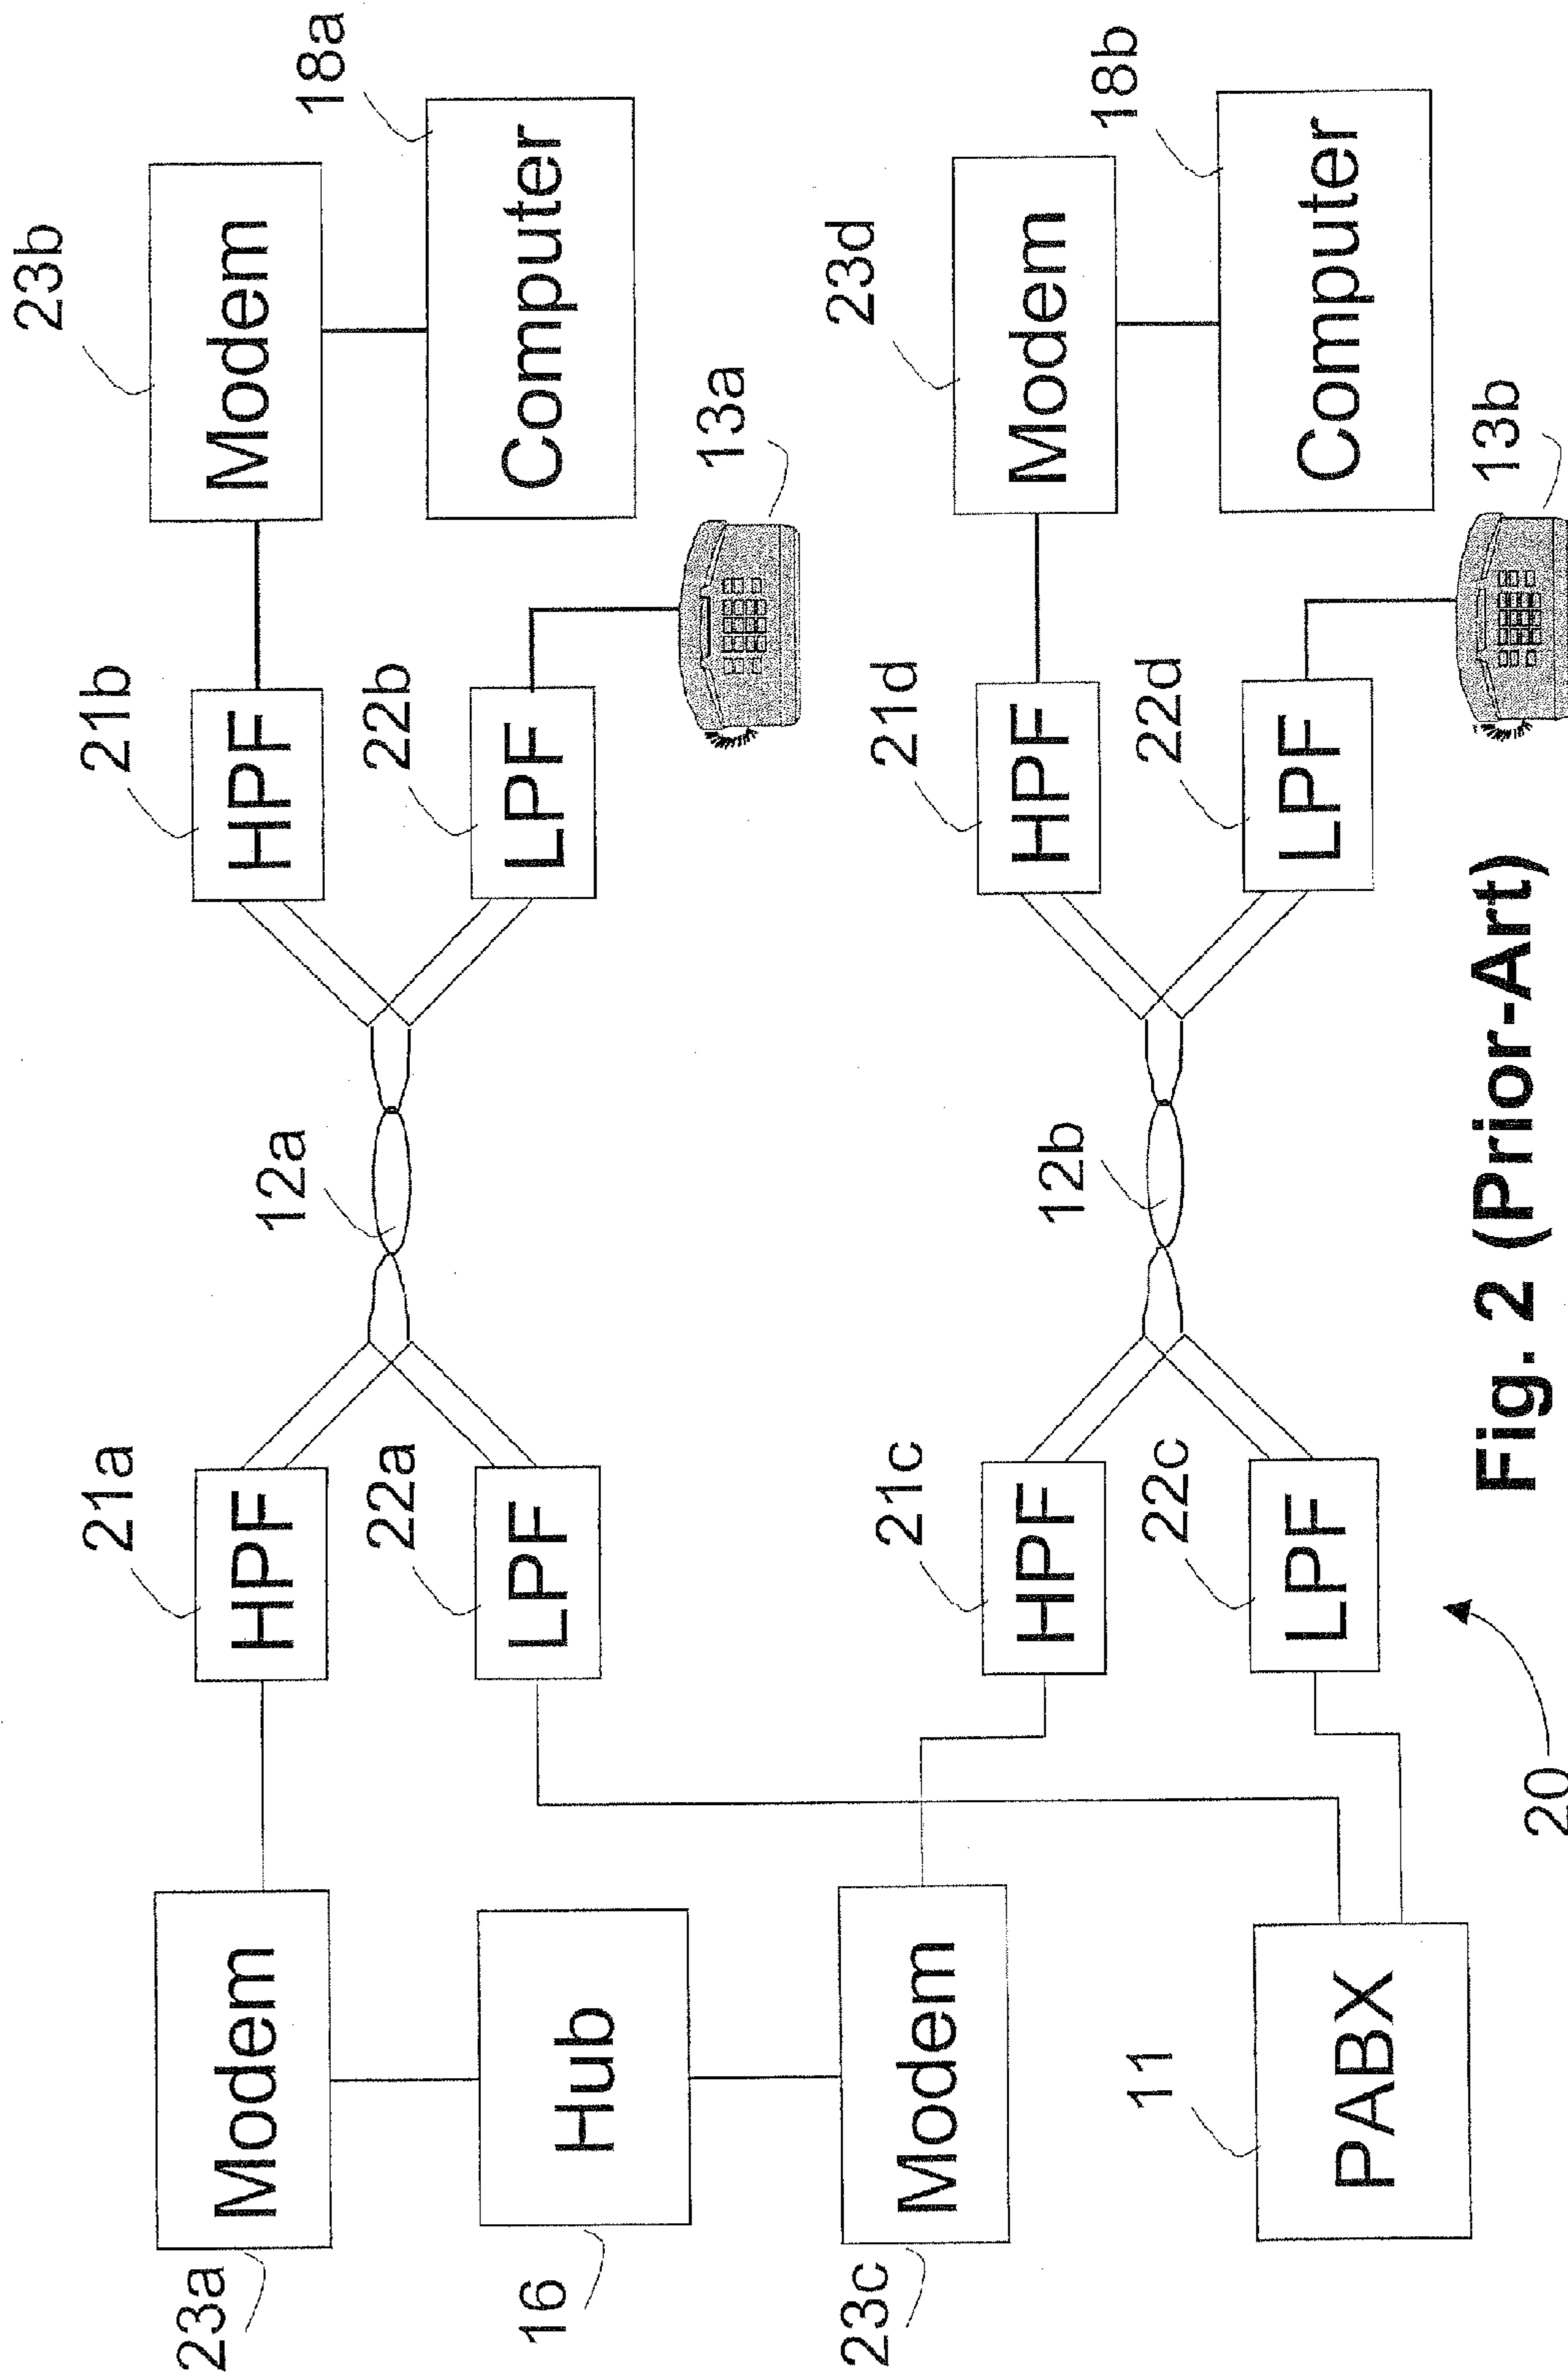 23a
Modem
21a
HPF
12a
21b
HPF
23b
Modem
16
Hub
22a
LPF
22b
LPF
18a
Computer
13a
23c
Modem
21c
HPF
12b
21d
HPF
23d
Modem
11
PABX
22c
LPF
22d
LPF
18b
Computer
13b
20
Fig. 2 (Prior-Art)